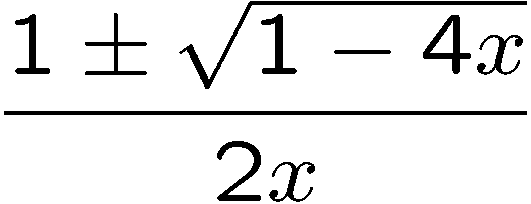 1 ± √1 − 4x
2x